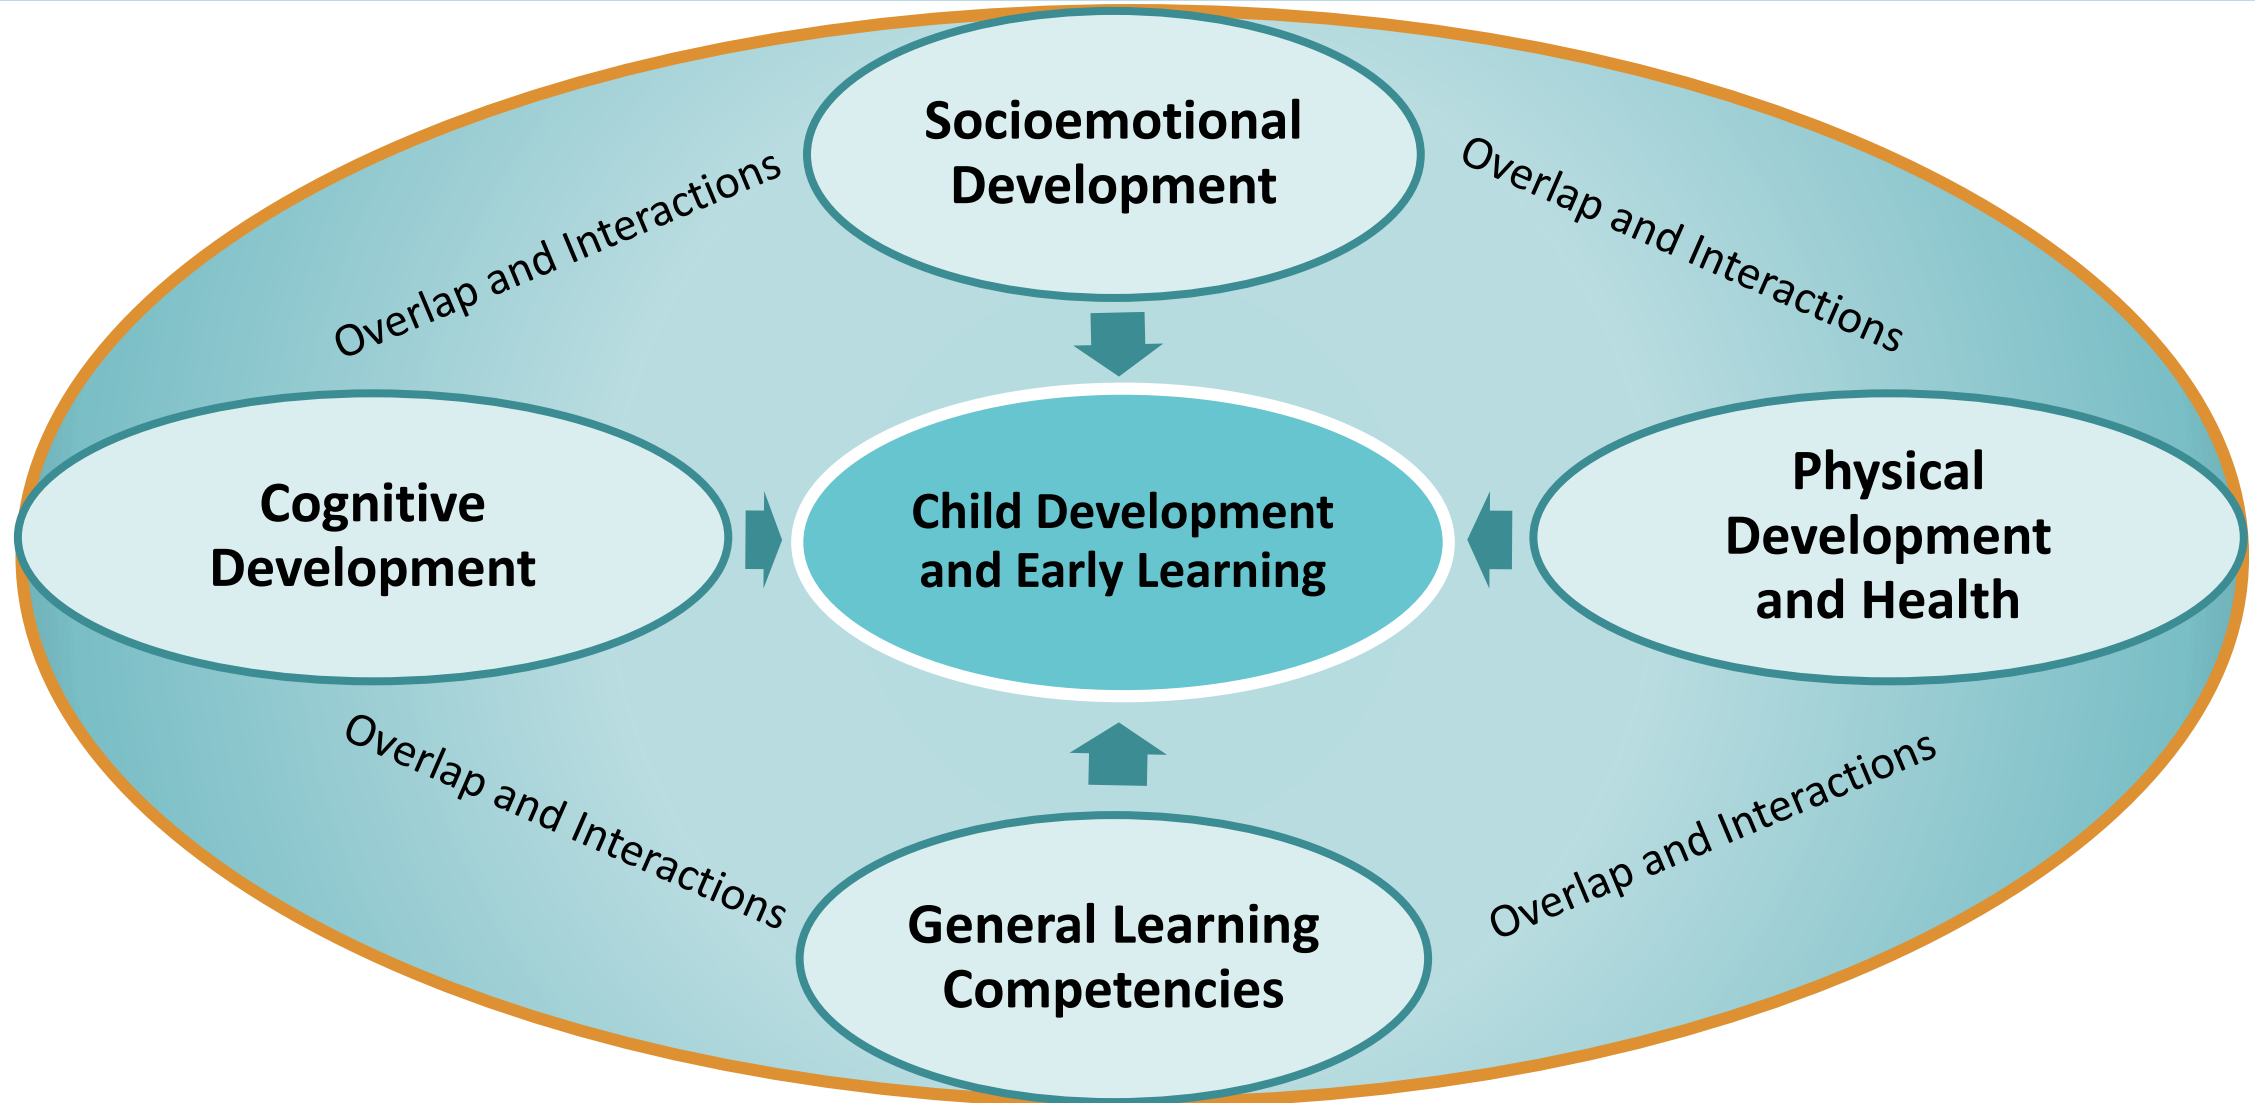 Socioemotional
Development
Overlap and Interactions
Overlap and Interactions
Cognitive
Development
Child Development
and Early Learning
Physical
Development
and Health
Overlap and Interactions
Overlap and Interactions
General Learning
Competencies